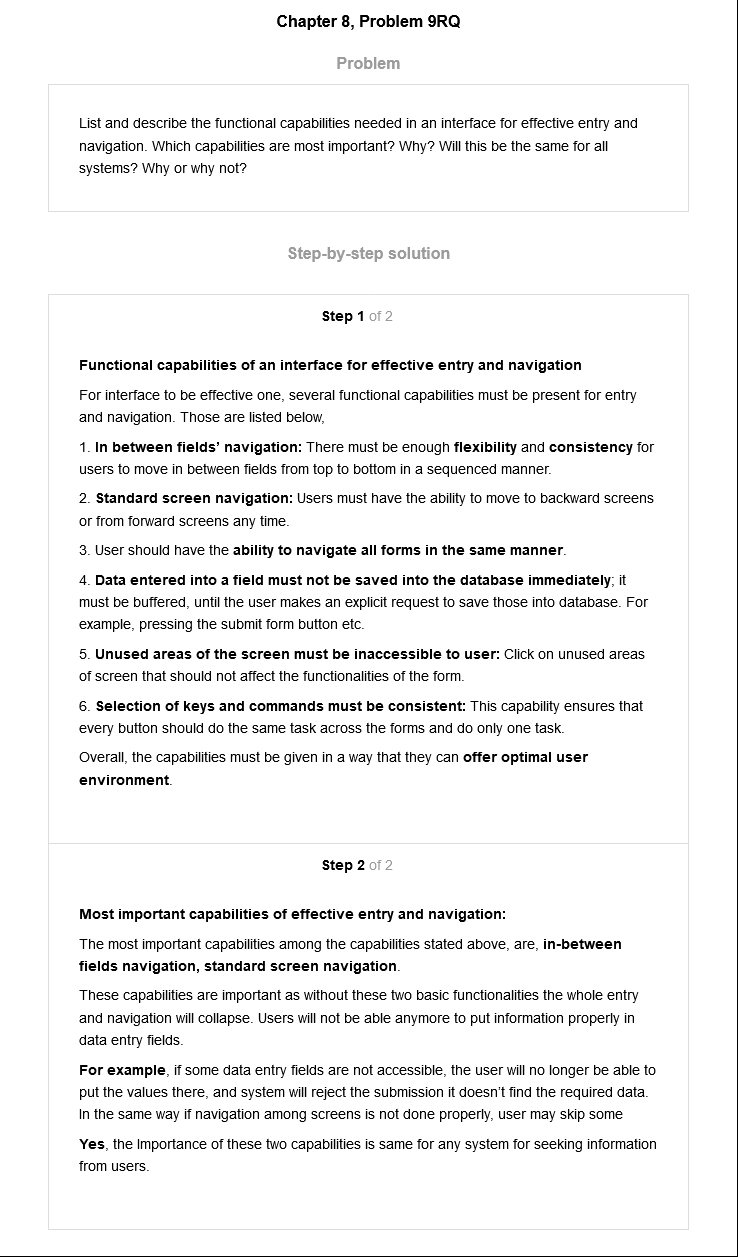 Chapter 8, Problem 9RQ
Problem
List and describe the functional capabilities needed in an interface for effective entry and
navigation. Which capabilities are most important? Why? Will this be the same for all
systems? Why or why not?
Step-by-step solution
Step 1 of 2
Functional capabilities of an interface for effective entry and navigation
For interface to be effective one, several functional capabilities must be present for entry
and navigation. Those are listed below,
1. In between fields’ navigation: There must be enough flexibility and consistency for
users to move in between fields from top to bottom in a sequenced manner.
2. Standard screen navigation: Users must have the ability to move to backward screens
or from forward screens any time.
3. User should have the ability to navigate all forms in the same manner.
4. Data entered into a field must not be saved into the database immediately; it
must be buffered, until the user makes an explicit request to save those into database. For
example, pressing the submit form button etc.
5. Unused areas of the screen must be inaccessible to user: Click on unused areas
of screen that should not affect the functionalities of the form.
6. Selection of keys and commands must be consistent: This capability ensures that
every button should do the same task across the forms and do only one task.
Overall, the capabilities must be given in a way that they can offer optimal user
environment.
Step 2 of 2
Most important capabilities of effective entry and navigation:
The most important capabilities among the capabilities stated above, are, in-between
fields navigation, standard screen navigation.
These capabilities are important as without these two basic functionalities the whole entry
and navigation will collapse. Users will not be able anymore to put information properly in
data entry fields.
For example, if some data entry fields are not accessible, the user will no longer be able to
put the values there, and system will reject the submission it doesn’t find the required data.
In the same way if navigation among screens is not done properly, user may skip some
Yes, the Importance of these two capabilities is same for any system for seeking information
from users.